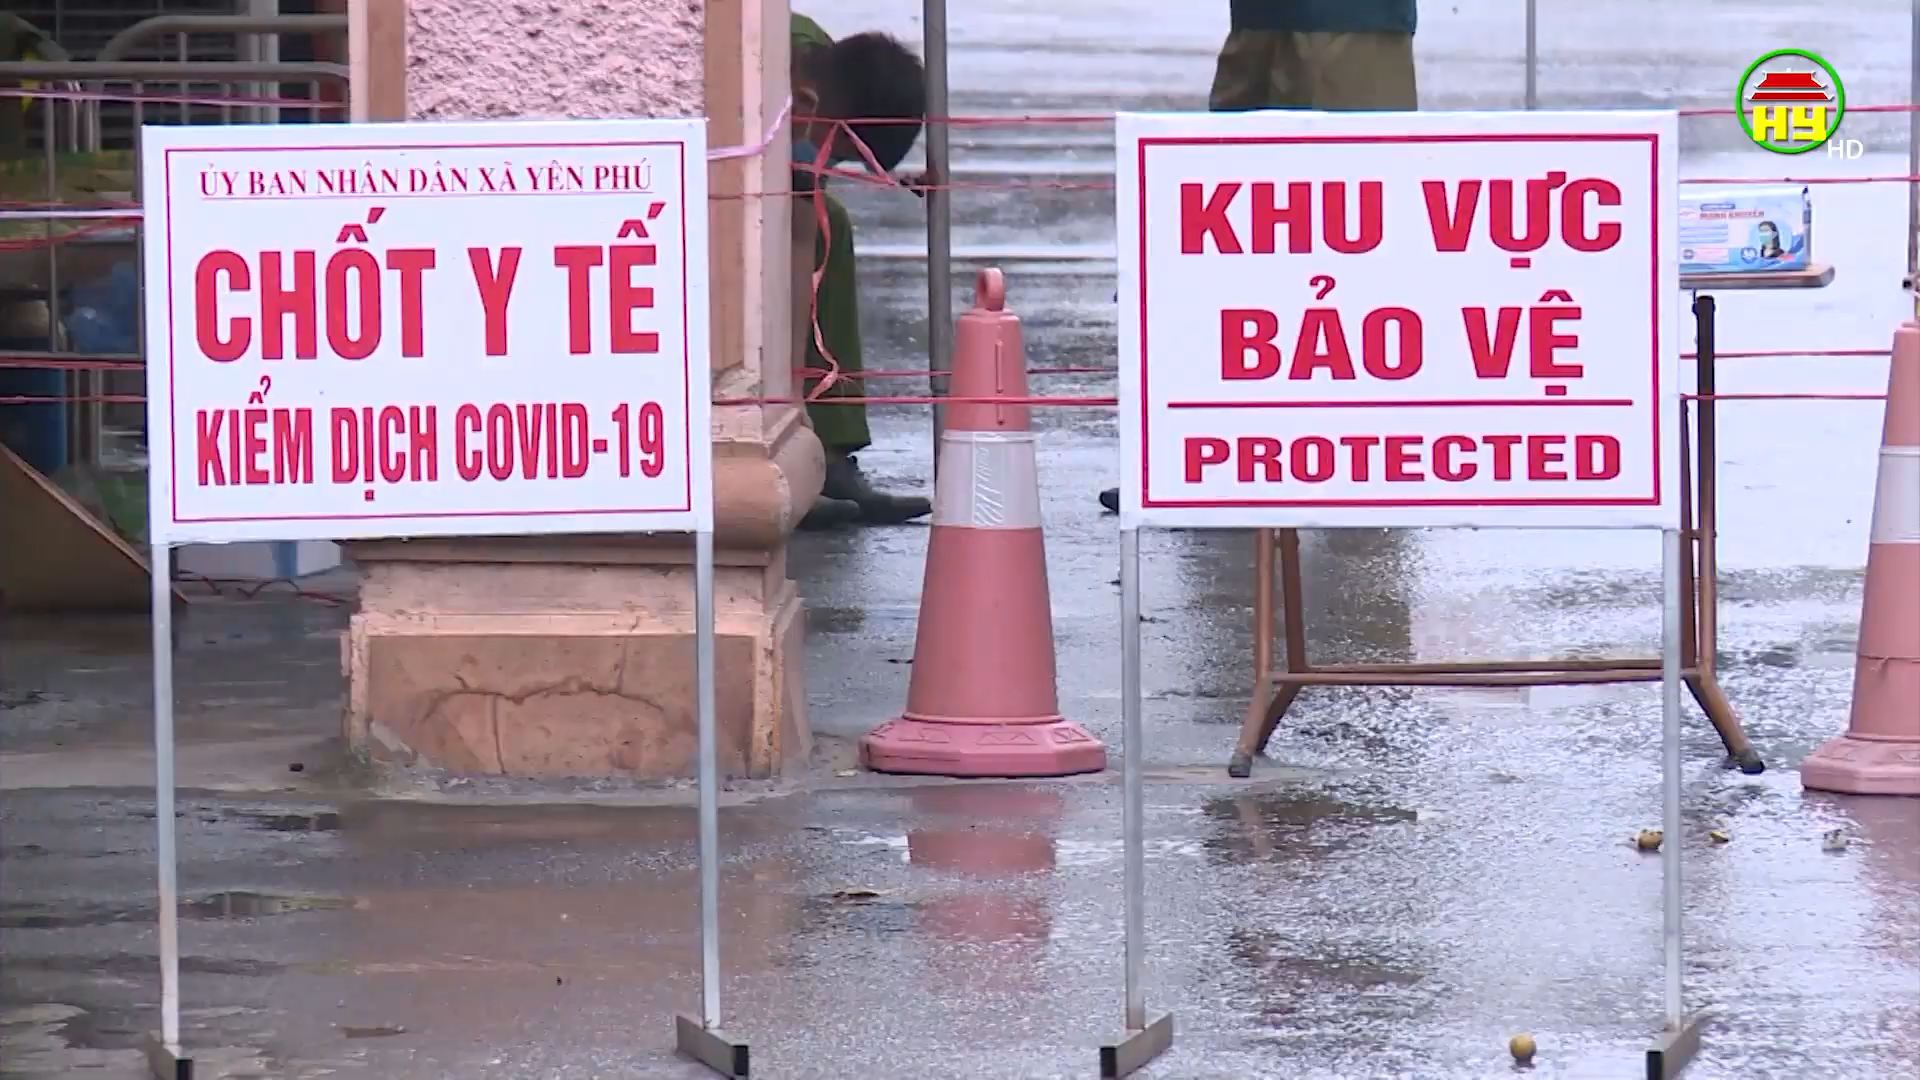 ỦY BAN NHÂN DÂN XÃ YÊN PHÚ
CHỐT Y TẾ
KIỂM DỊCH COVID-19
KHU VỰC
BẢO VỆ
PROTECTED
HY
HD